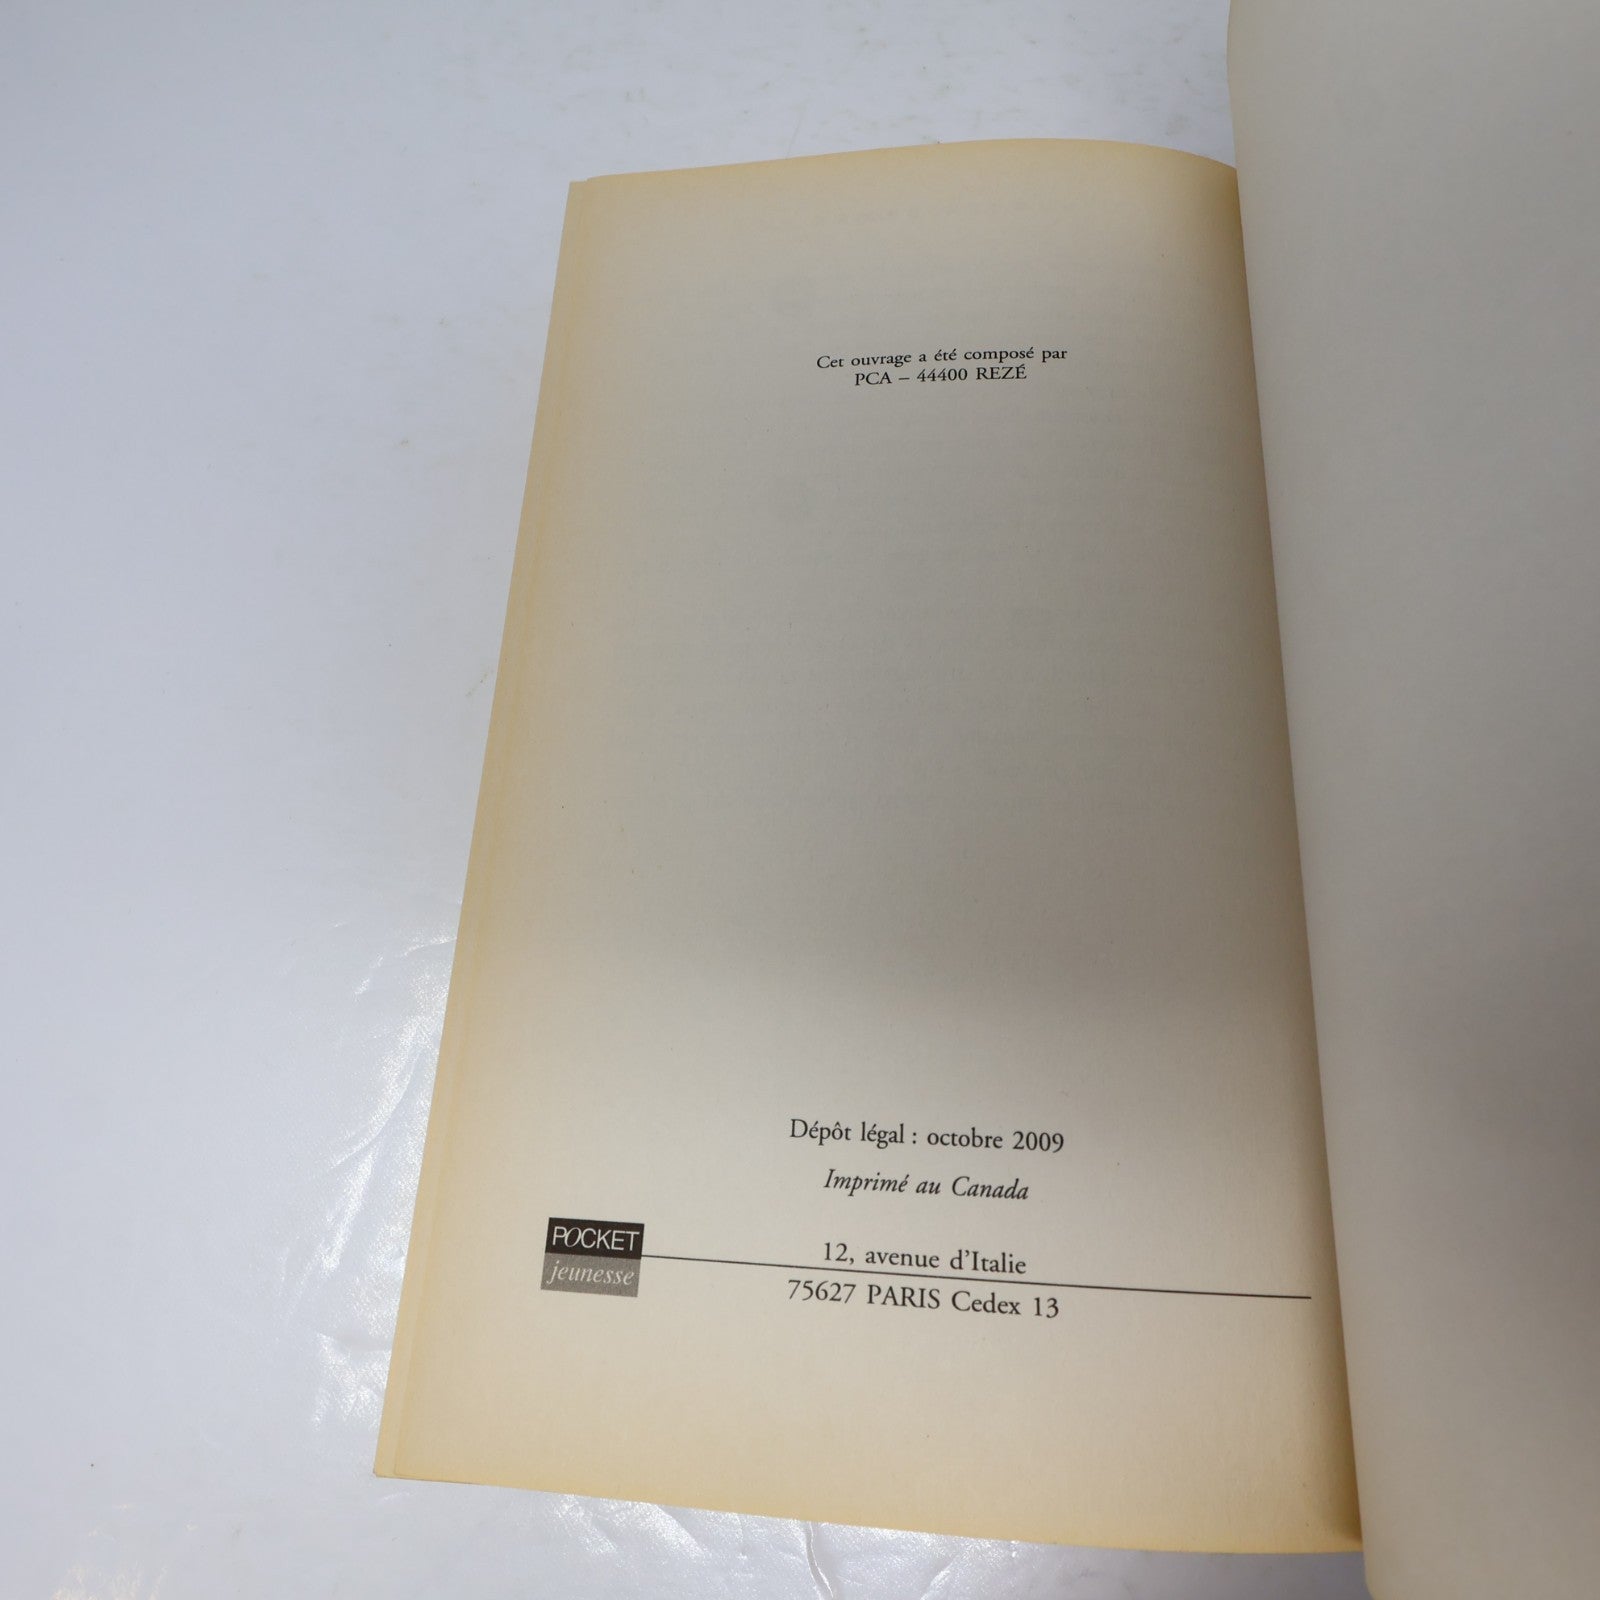 Cet ouvrage a été composé par
PCA – 44400 REZÉ
Dépôt légal : octobre 2009
Imprimé au Canada
POCKET
jeunesse
12, avenue d'Italie
75627 PARIS Cedex 13